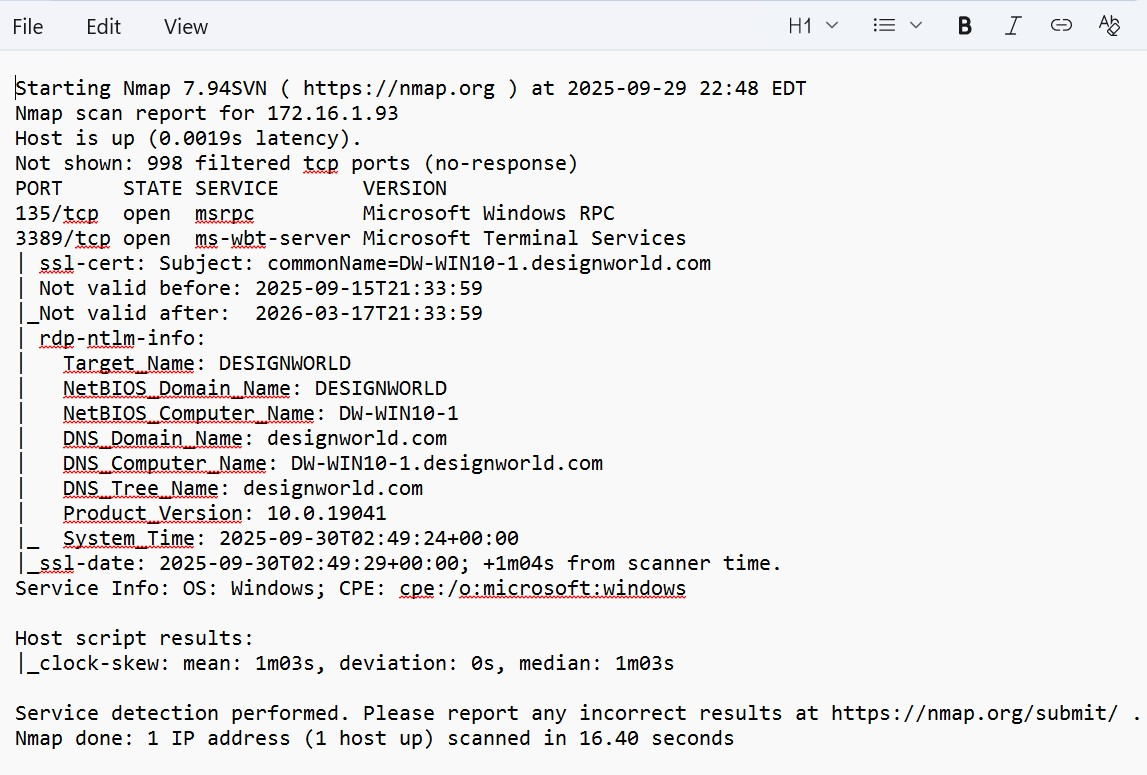 File Edit View H1 B I
Starting Nmap 7.94SVN ( https://nmap.org ) at 2025-09-29 22:48 EDT
Nmap scan report for 172.16.1.93
Host is up (0.0019s latency).
Not shown: 998 filtered tcp ports (no-response)
PORT     STATE SERVICE       VERSION
135/tcp  open  msrpc         Microsoft Windows RPC
3389/tcp open  ms-wbt-server Microsoft Terminal Services
| ssl-cert: Subject: commonName=DW-WIN10-1.designworld.com
| Not valid before: 2025-09-15T21:33:59
|_Not valid after:  2026-03-17T21:33:59
| rdp-ntlm-info:
|   Target_Name: DESIGNWORLD
|   NetBIOS_Domain_Name: DESIGNWORLD
|   NetBIOS_Computer_Name: DW-WIN10-1
|   DNS_Domain_Name: designworld.com
|   DNS_Computer_Name: DW-WIN10-1.designworld.com
|   DNS_Tree_Name: designworld.com
|   Product_Version: 10.0.19041
|_  System_Time: 2025-09-30T02:49:24+00:00
|_ssl-date: 2025-09-30T02:49:29+00:00; +1m04s from scanner time.
Service Info: OS: Windows; CPE: cpe:/o:microsoft:windows

Host script results:
|_clock-skew: mean: 1m03s, deviation: 0s, median: 1m03s

Service detection performed. Please report any incorrect results at https://nmap.org/submit/ .
Nmap done: 1 IP address (1 host up) scanned in 16.40 seconds